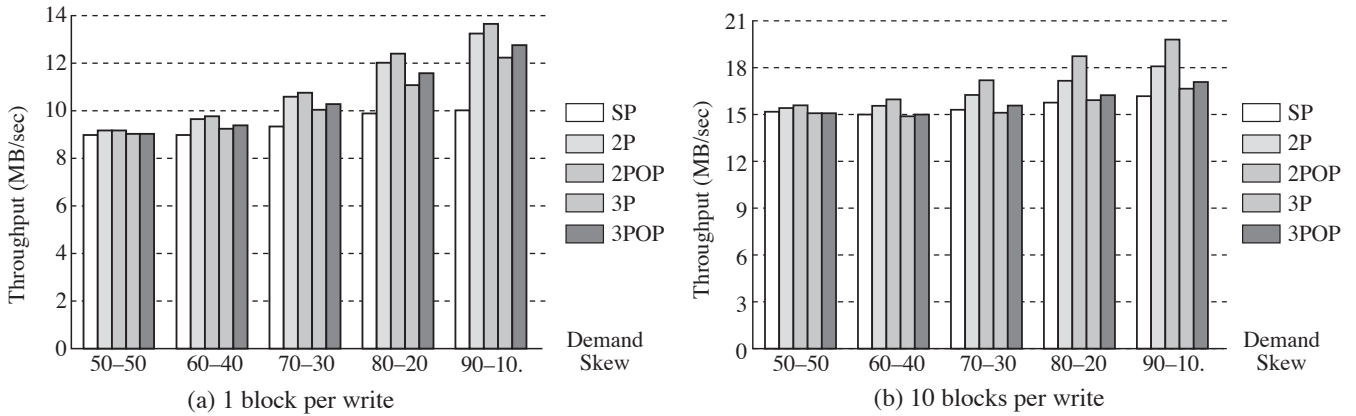 14
12
10
8
6
4
2
0
Throughput (MB/sec)
50–50
60–40
70–30
80–20
90–10.
SP
2P
2POP
3P
3POP
Demand
Skew
(a) 1 block per write
21
18
15
12
9
6
3
0
Throughput (MB/sec)
50–50
60–40
70–30
80–20
90–10.
SP
2P
2POP
3P
3POP
Demand
Skew
(b) 10 blocks per write